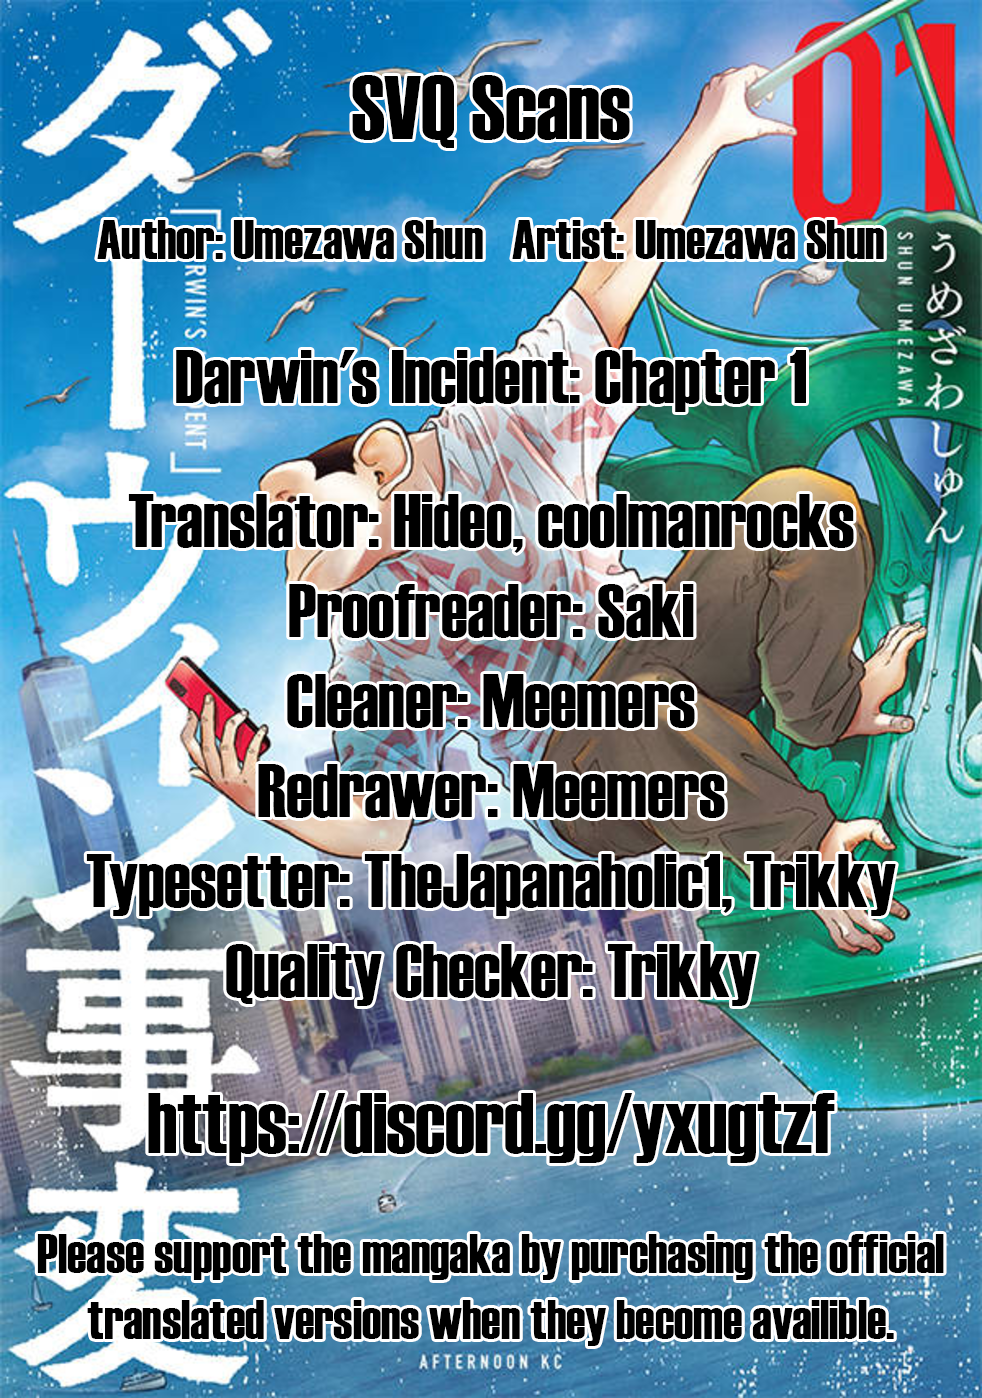 SVQ Scans
Author: Umezawa Shun Artist: Umezawa Shun
Darwin's Incident: Chapter 1
Translator: Hideo, coolmanrocks
Proofreader: Saki
Cleaner: Meemers
Redrawer: Meemers
Typesetter: TheJapanaholic1, Trikky
Quality Checker: Trikky
https://discord.gg/yxugtzf
Please support the mangaka by purchasing the official
translated versions when they become availible.
ダーウィン事変
01
うめざわしゅん
SHUN UMEZAWA
AFTERNOON KC